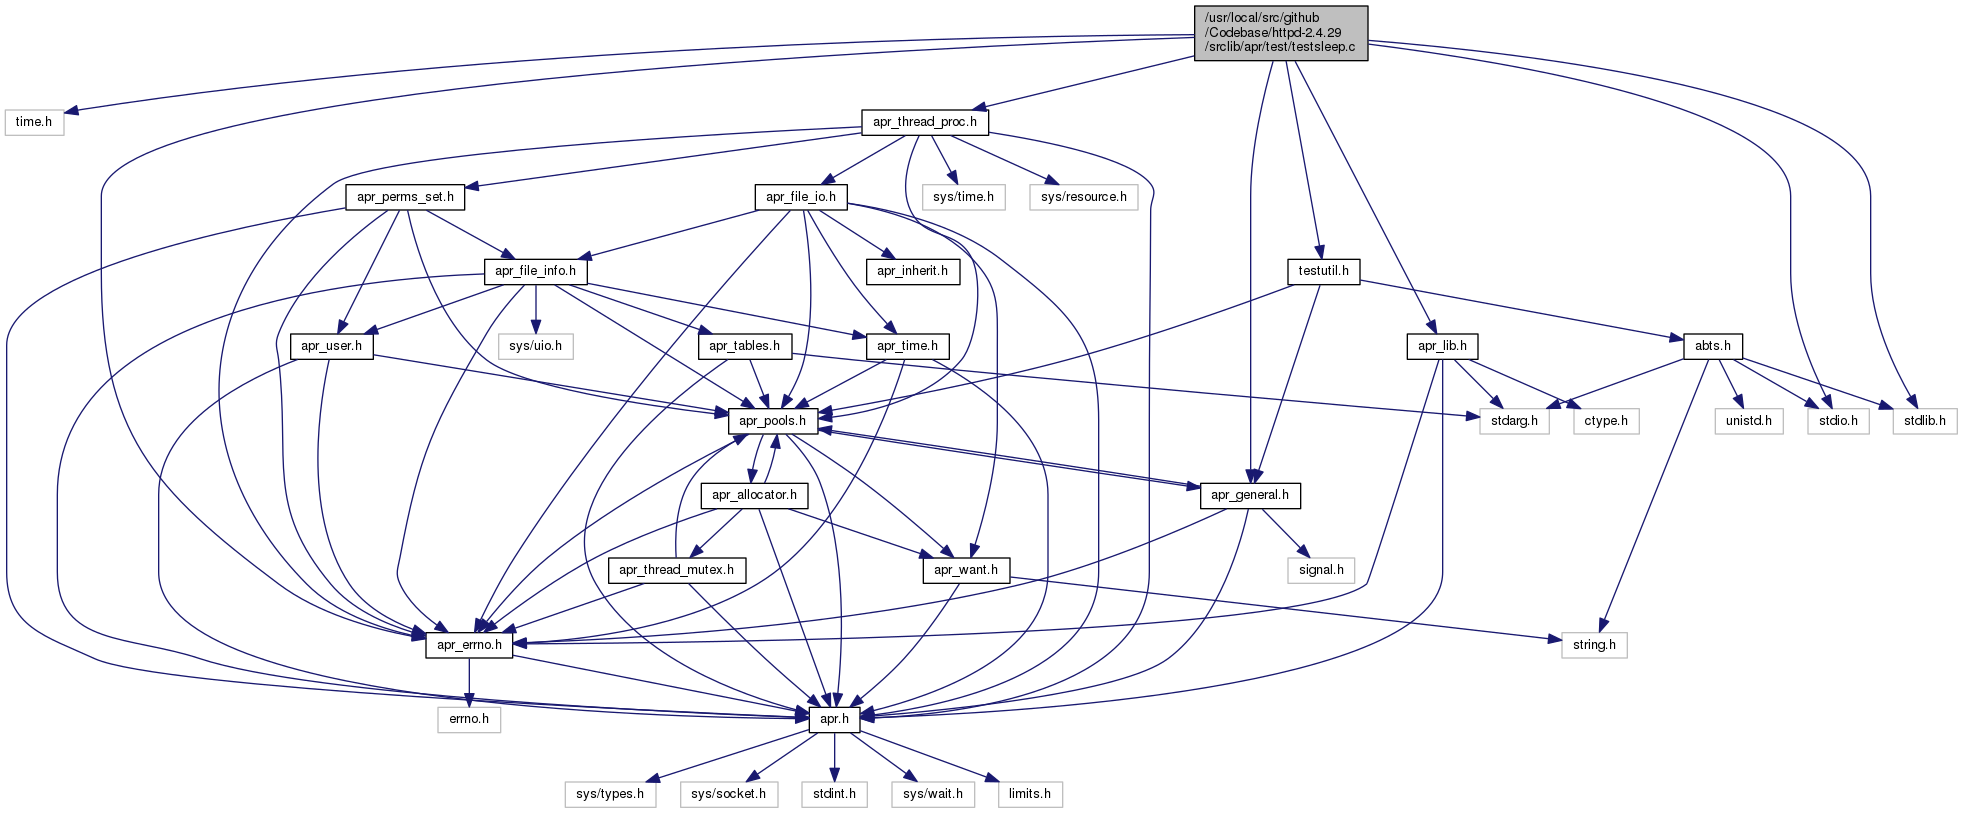 /usr/local/src/github
/Codebase/httpd-2.4.29
/srclib/apr/test/testsleep.c
time.h
apr_thread_proc.h
apr_perms_set.h
apr_file_io.h
sys/time.h
sys/resource.h
apr_file_info.h
apr_inherit.h
testutil.h
apr_user.h
sys/uio.h
apr_tables.h
apr_time.h
apr_lib.h
abts.h
apr_pools.h
stdarg.h
ctype.h
unistd.h
stdio.h
stdlib.h
apr_allocator.h
apr_general.h
apr_thread_mutex.h
apr_want.h
signal.h
apr_errno.h
string.h
errno.h
apr.h
sys/types.h
sys/socket.h
stdint.h
sys/wait.h
limits.h